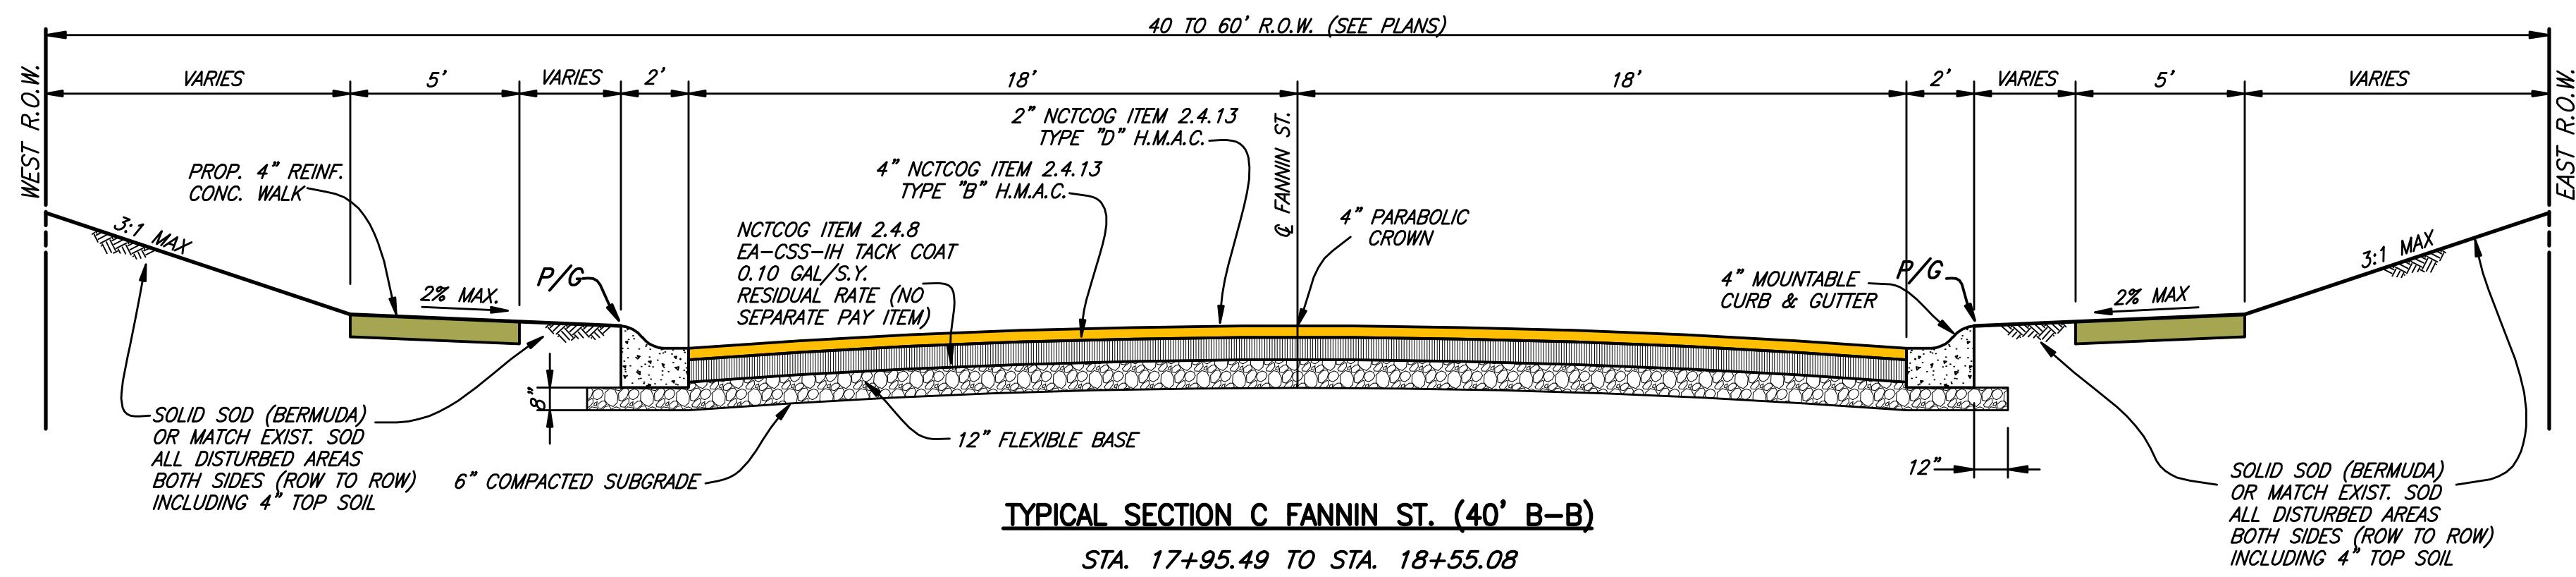 40 TO 60' R.O.W. (SEE PLANS)
WEST R.O.W.
VARIES
5'
VARIES
2'
18'
18'
2'
VARIES
5'
VARIES
EAST R.O.W.
2" NCTCOG ITEM 2.4.13
TYPE "D" H.M.A.C.
℄ FANNIN ST.
PROP. 4" REINF.
CONC. WALK
4" NCTCOG ITEM 2.4.13
TYPE "B" H.M.A.C.
NCTCOG ITEM 2.4.8
EA-CSS-IH TACK COAT
0.10 GAL/S.Y.
RESIDUAL RATE (NO
SEPARATE PAY ITEM)
4" PARABOLIC
CROWN
3:1 MAX
P/G
2% MAX.
4" MOUNTABLE
CURB & GUTTER
P/G
2% MAX
3:1 MAX
8"
SOLID SOD (BERMUDA)
OR MATCH EXIST. SOD
ALL DISTURBED AREAS
BOTH SIDES (ROW TO ROW)
INCLUDING 4" TOP SOIL
6" COMPACTED SUBGRADE
12" FLEXIBLE BASE
12"
SOLID SOD (BERMUDA)
OR MATCH EXIST. SOD
ALL DISTURBED AREAS
BOTH SIDES (ROW TO ROW)
INCLUDING 4" TOP SOIL
TYPICAL SECTION C FANNIN ST. (40' B-B)
STA. 17+95.49 TO STA. 18+55.08